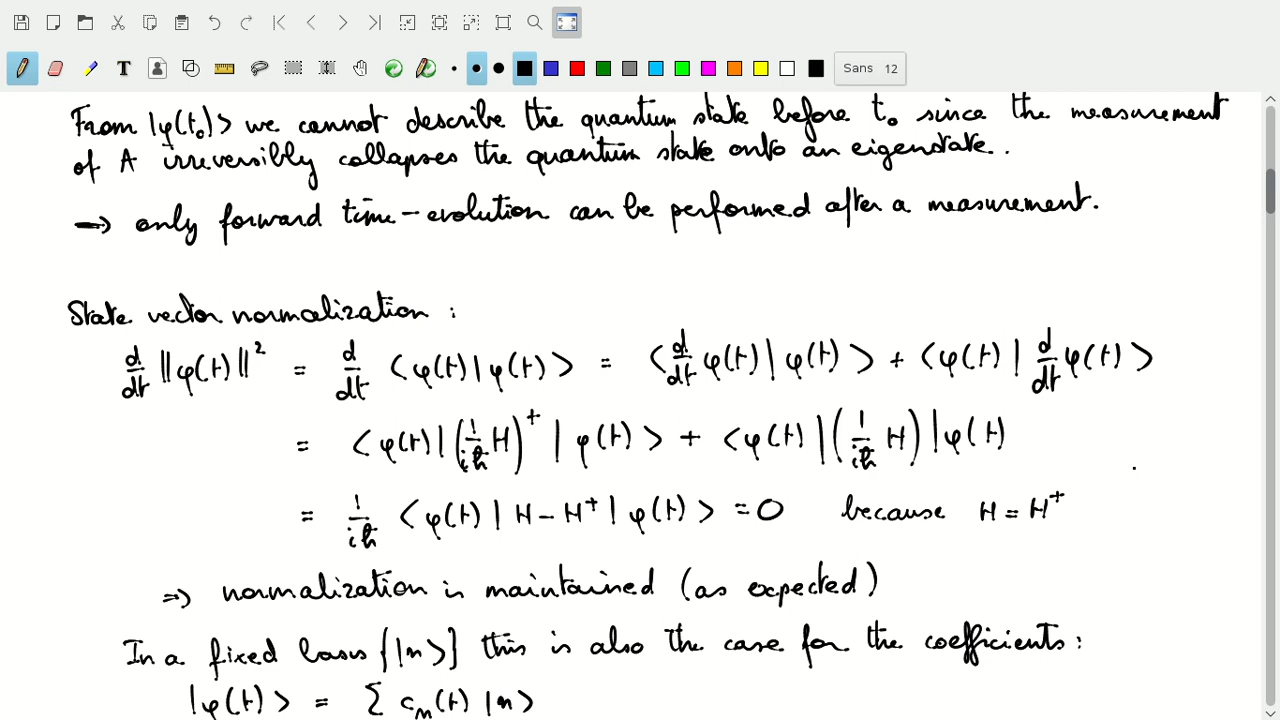 Sans 12
From |φ(t₀)> we cannot describe the quantum state before t₀ since the measurement
of A irreversibly collapses the quantum state onto an eigenstate.
→ only forward time-evolution can be performed after a measurement.
State vector normalization :
d/dt ||φ(t)||² = d/dt <φ(t)|φ(t)> = <d/dt φ(t)|φ(t)> + <φ(t)| d/dt φ(t)>
= <φ(t)|(1/iħ H)⁺|φ(t)> + <φ(t)|(1/iħ H)|φ(t)
= 1/iħ <φ(t)|H-H⁺|φ(t)> = 0 because H = H⁺
⇒ normalization is maintained (as expected)
In a fixed basis {|n>} this is also the case for the coefficients :
|φ(t)> = Σ cₙ(t) |n>